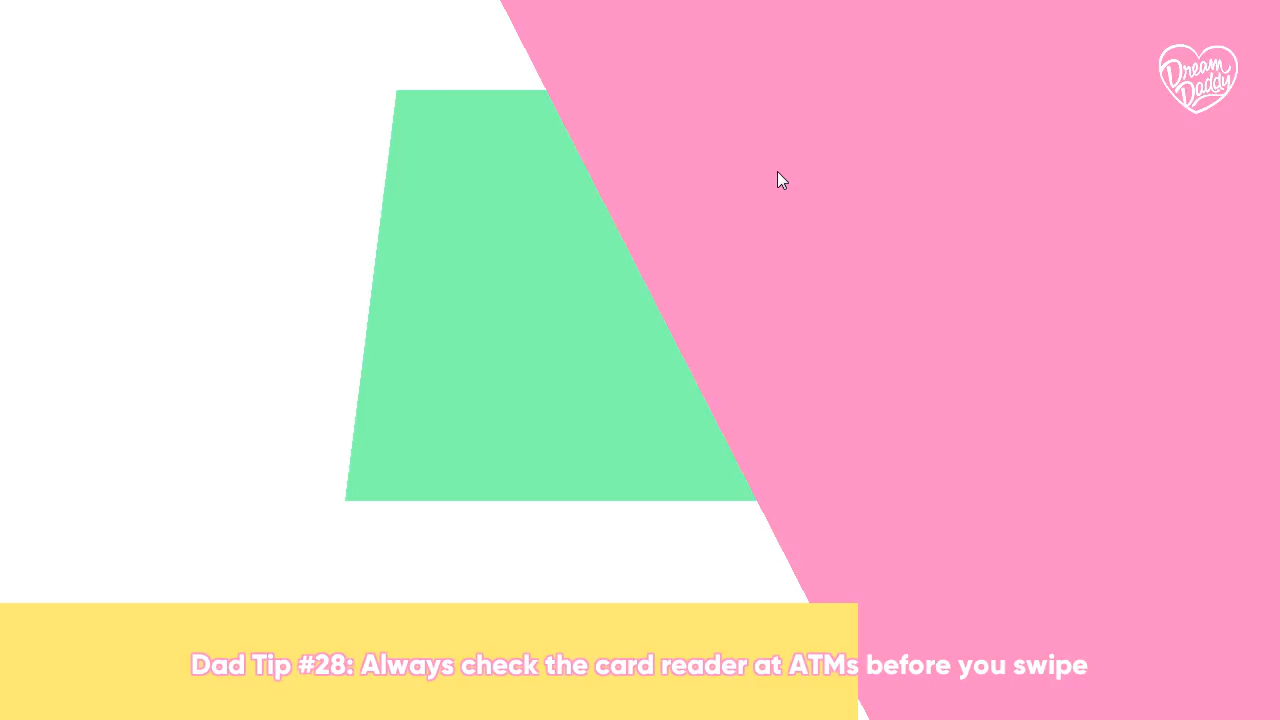 Dream
Daddy
Dad Tip #28: Always check the card reader at ATMs before you swipe